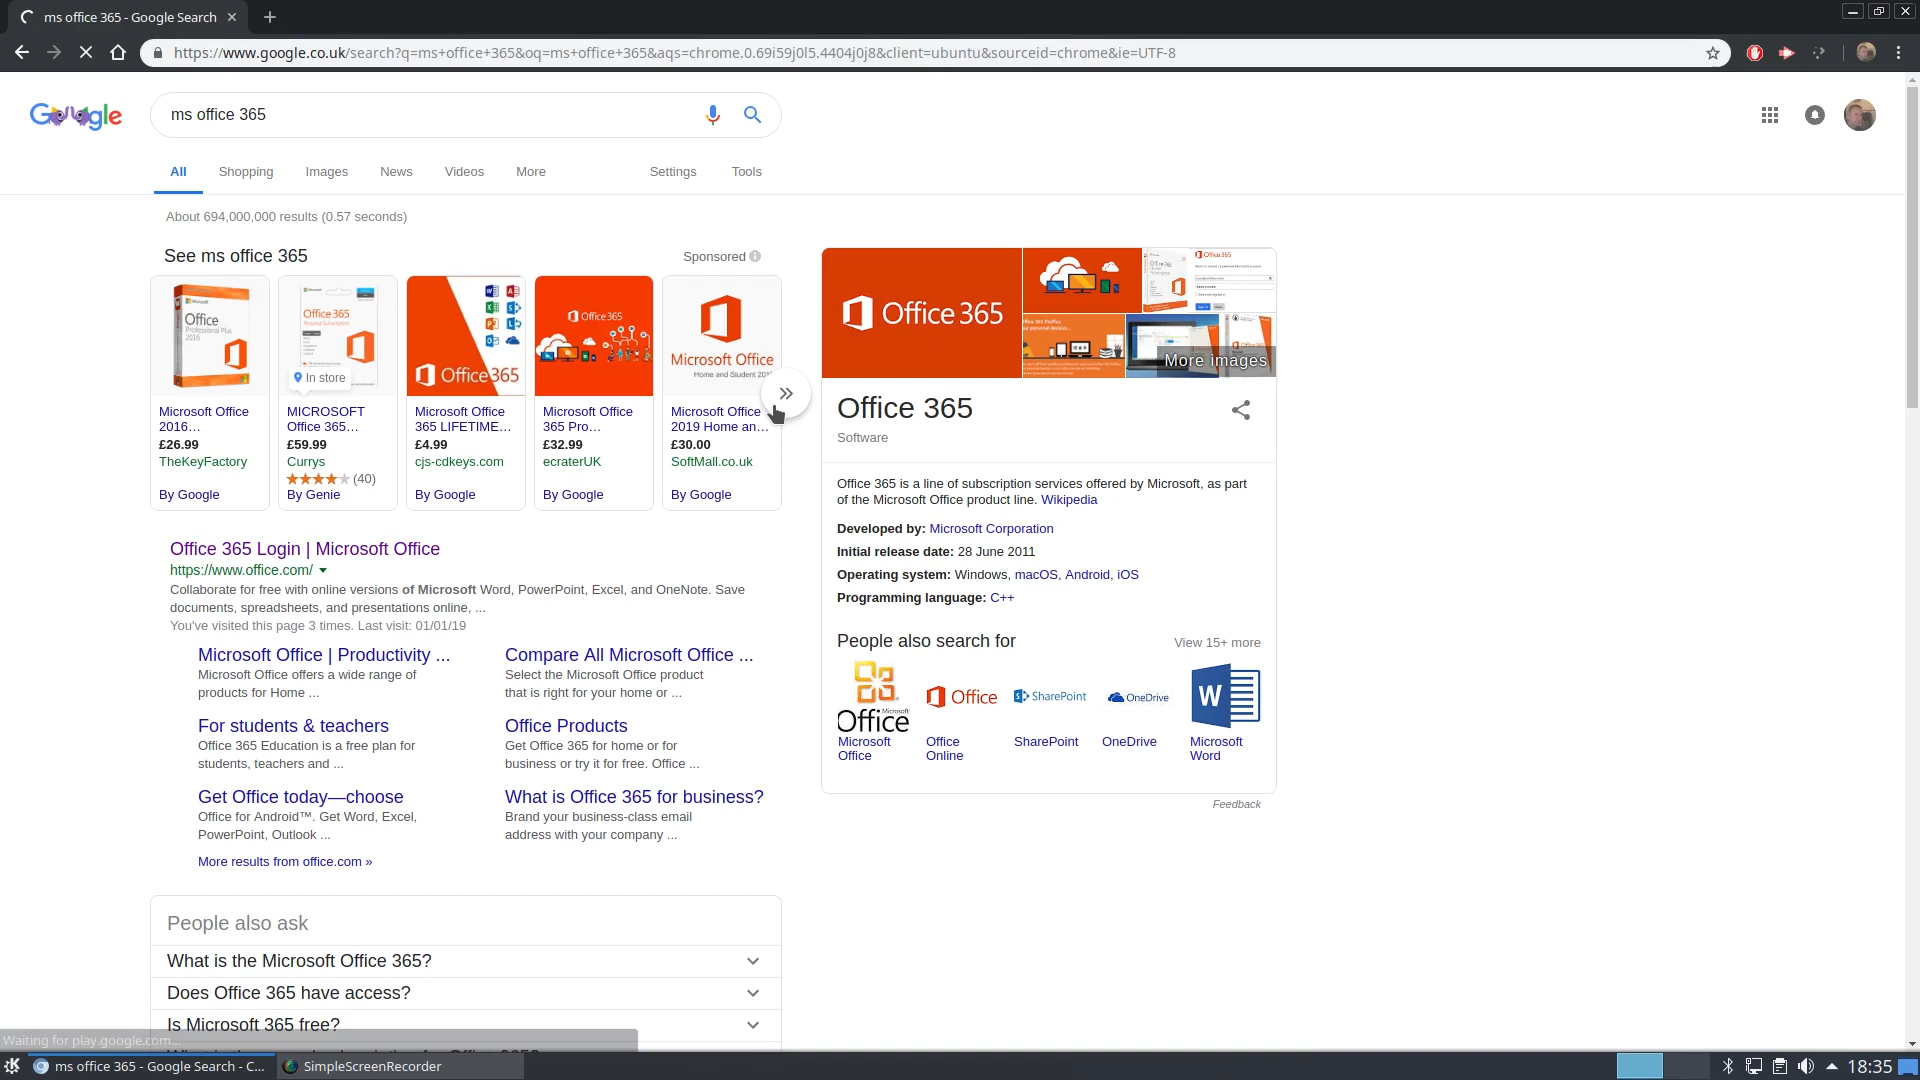 ms office 365 - Google Search
https://www.google.co.uk/search?q=ms+office+365&oq=ms+office+365&aqs=chrome.0.69i59j0l5.4404j0j8&client=ubuntu&sourceid=chrome&ie=UTF-8
Google
ms office 365
All Shopping Images News Videos More Settings Tools
About 694,000,000 results (0.57 seconds)
See ms office 365
Sponsored
Office Professional Plus 2016
Office 365
In store
Office 365
Office 365
Microsoft Office
Microsoft Office 2016…
£26.99
TheKeyFactory
By Google
MICROSOFT Office 365…
£59.99
Currys
(40)
By Genie
Microsoft Office 365 LIFETIME…
£4.99
cjs-cdkeys.com
By Google
Microsoft Office 365 Pro…
£32.99
ecraterUK
By Google
Microsoft Office 2019 Home an…
£30.00
SoftMall.co.uk
By Google
Office 365 Login | Microsoft Office
https://www.office.com/
Collaborate for free with online versions of Microsoft Word, PowerPoint, Excel, and OneNote. Save
documents, spreadsheets, and presentations online, ...
You've visited this page 3 times. Last visit: 01/01/19
Microsoft Office | Productivity ...
Microsoft Office offers a wide range of
products for Home ...
Compare All Microsoft Office ...
Select the Microsoft Office product
that is right for your home or ...
For students & teachers
Office 365 Education is a free plan for
students, teachers and ...
Office Products
Get Office 365 for home or for
business or try it for free. Office ...
Get Office today—choose
Office for Android™. Get Word, Excel,
PowerPoint, Outlook ...
What is Office 365 for business?
Brand your business-class email
address with your company ...
More results from office.com »
People also ask
What is the Microsoft Office 365?
Does Office 365 have access?
Is Microsoft 365 free?
Office 365
Office 365
More images
Office 365
Software
Office 365 is a line of subscription services offered by Microsoft, as part
of the Microsoft Office product line. Wikipedia
Developed by: Microsoft Corporation
Initial release date: 28 June 2011
Operating system: Windows, macOS, Android, iOS
Programming language: C++
People also search for
View 15+ more
Microsoft Office
Office
SharePoint
OneDrive
W
Microsoft Office
Office Online
SharePoint
OneDrive
Microsoft Word
Feedback
Waiting for play.google.com...
ms office 365 - Google Search - C...
SimpleScreenRecorder
18:35